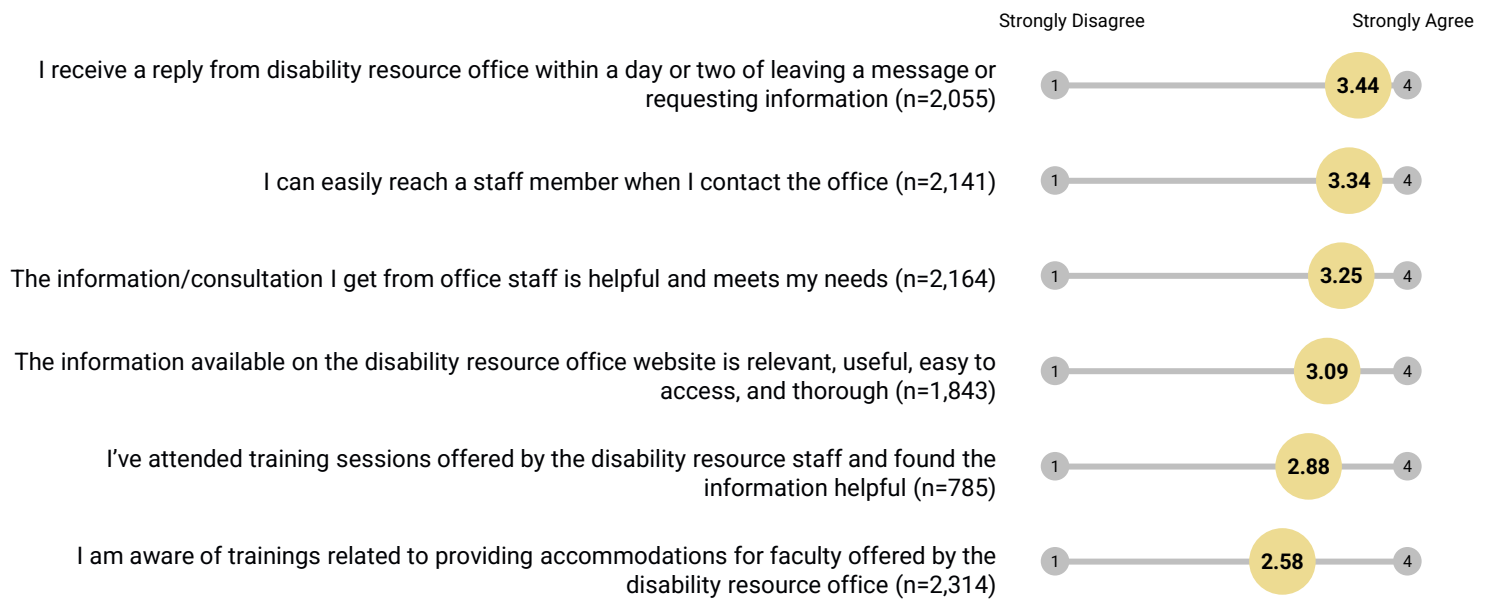 Strongly Disagree Strongly Agree
I receive a reply from disability resource office within a day or two of leaving a message or
requesting information (n=2,055)
1 3.44 4
I can easily reach a staff member when I contact the office (n=2,141)
1 3.34 4
The information/consultation I get from office staff is helpful and meets my needs (n=2,164)
1 3.25 4
The information available on the disability resource office website is relevant, useful, easy to
access, and thorough (n=1,843)
1 3.09 4
I’ve attended training sessions offered by the disability resource staff and found the
information helpful (n=785)
1 2.88 4
I am aware of trainings related to providing accommodations for faculty offered by the
disability resource office (n=2,314)
1 2.58 4